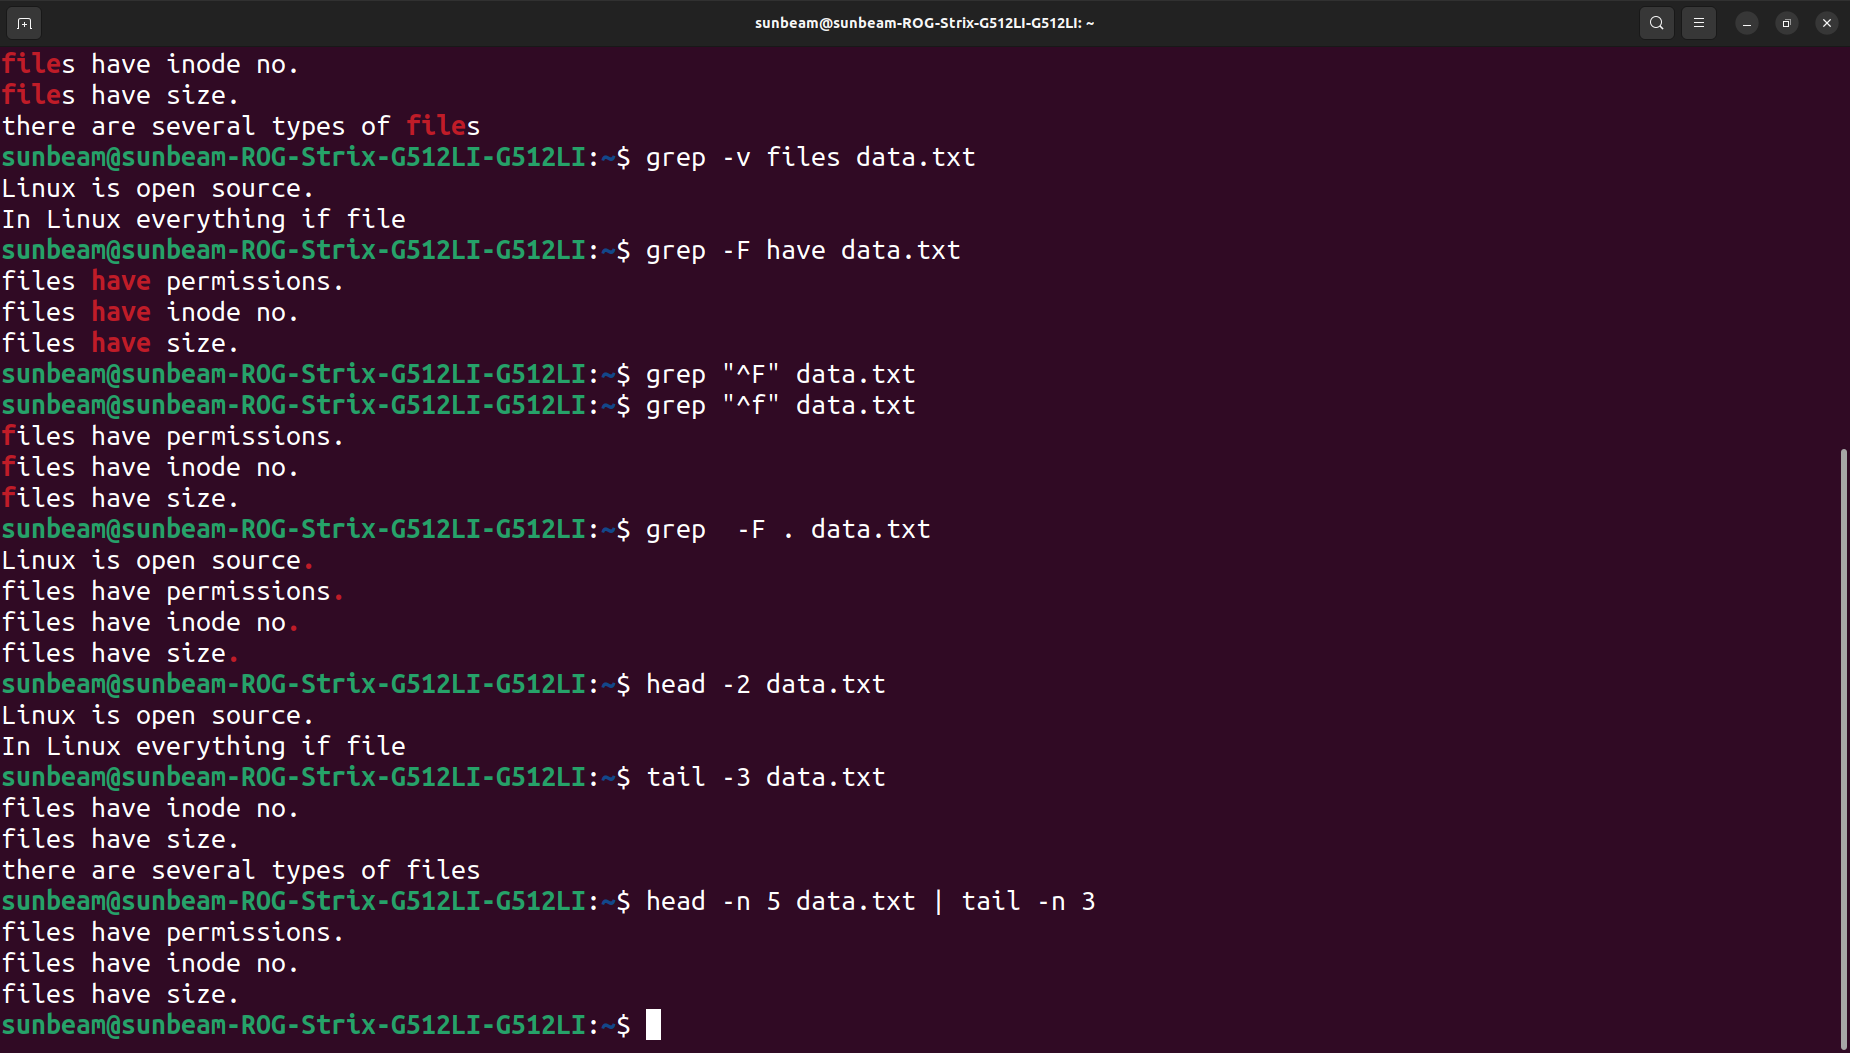 sunbeam@sunbeam-ROG-Strix-G512LI-G512LI: ~
files have inode no.
files have size.
there are several types of files
sunbeam@sunbeam-ROG-Strix-G512LI-G512LI:~$ grep -v files data.txt
Linux is open source.
In Linux everything if file
sunbeam@sunbeam-ROG-Strix-G512LI-G512LI:~$ grep -F have data.txt
files have permissions.
files have inode no.
files have size.
sunbeam@sunbeam-ROG-Strix-G512LI-G512LI:~$ grep "^F" data.txt
sunbeam@sunbeam-ROG-Strix-G512LI-G512LI:~$ grep "^f" data.txt
files have permissions.
files have inode no.
files have size.
sunbeam@sunbeam-ROG-Strix-G512LI-G512LI:~$ grep  -F . data.txt
Linux is open source.
files have permissions.
files have inode no.
files have size.
sunbeam@sunbeam-ROG-Strix-G512LI-G512LI:~$ head -2 data.txt
Linux is open source.
In Linux everything if file
sunbeam@sunbeam-ROG-Strix-G512LI-G512LI:~$ tail -3 data.txt
files have inode no.
files have size.
there are several types of files
sunbeam@sunbeam-ROG-Strix-G512LI-G512LI:~$ head -n 5 data.txt | tail -n 3
files have permissions.
files have inode no.
files have size.
sunbeam@sunbeam-ROG-Strix-G512LI-G512LI:~$